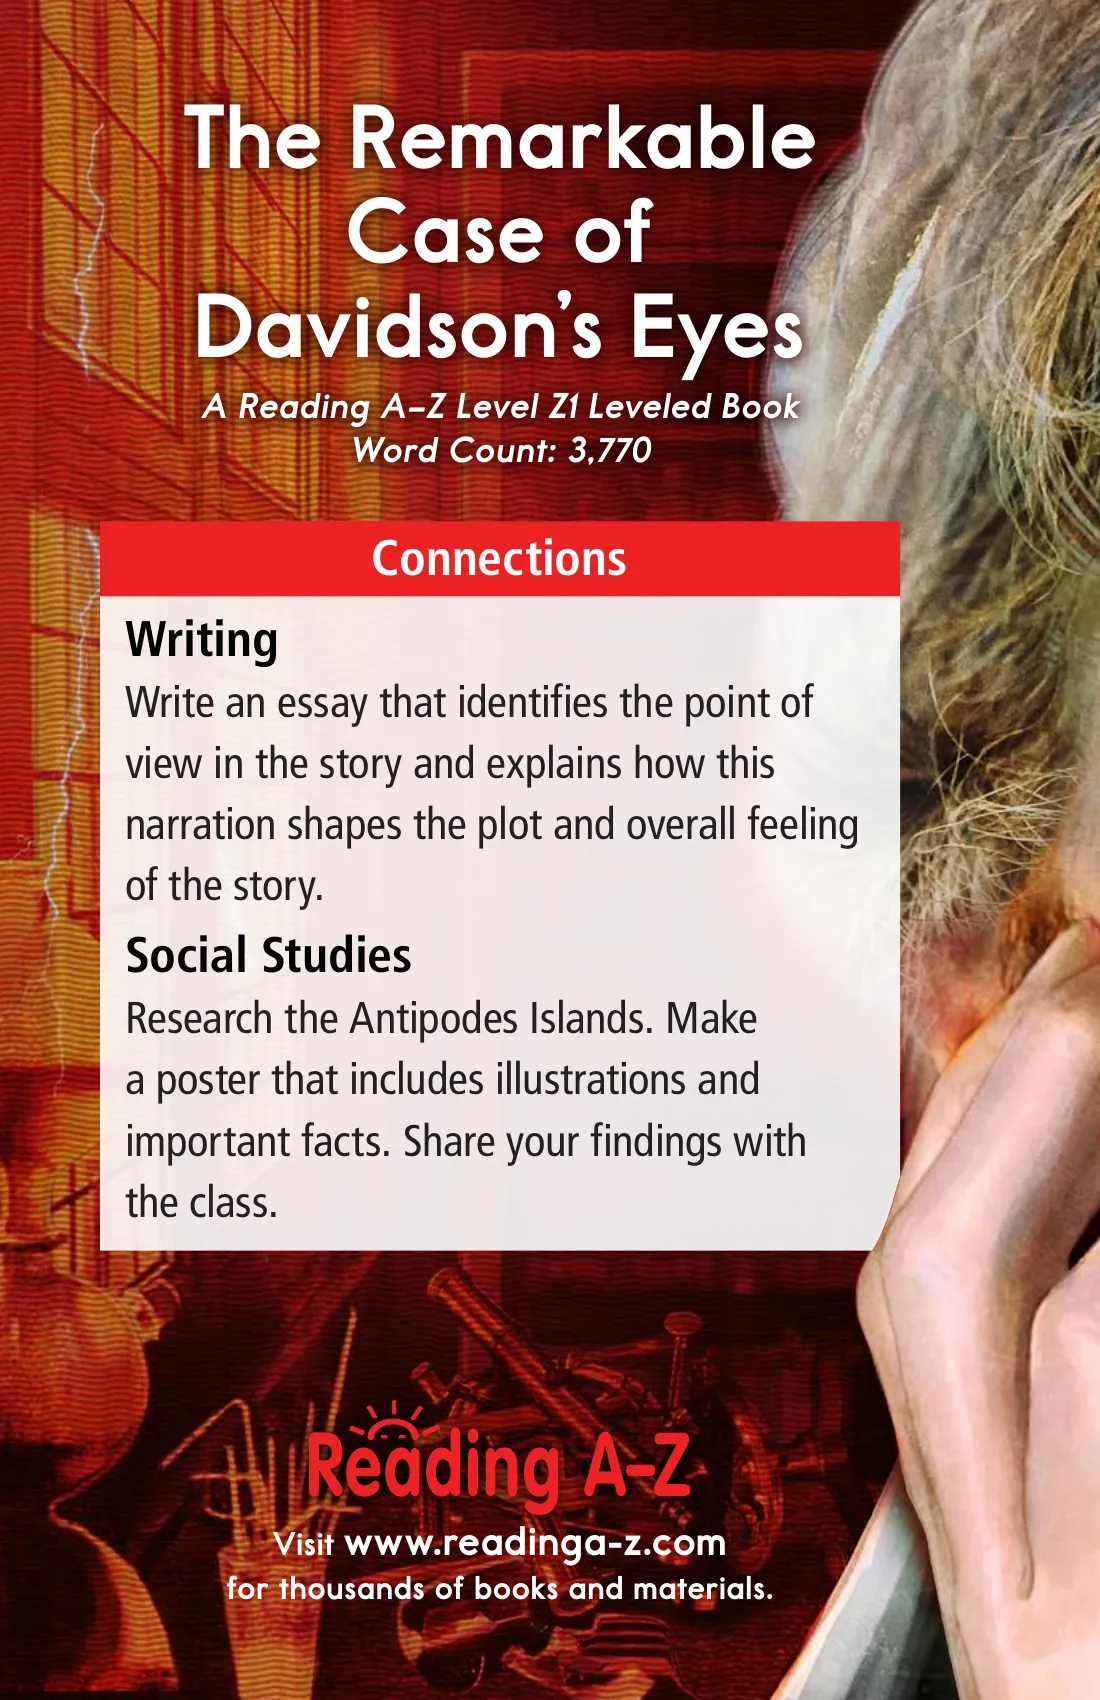 The Remarkable
Case of
Davidson's Eyes
A Reading A–Z Level Z1 Leveled Book
Word Count: 3,770
Connections
Writing
Write an essay that identifies the point of
view in the story and explains how this
narration shapes the plot and overall feeling
of the story.
Social Studies
Research the Antipodes Islands. Make
a poster that includes illustrations and
important facts. Share your findings with
the class.
Reading A–Z
Visit www.readinga-z.com
for thousands of books and materials.